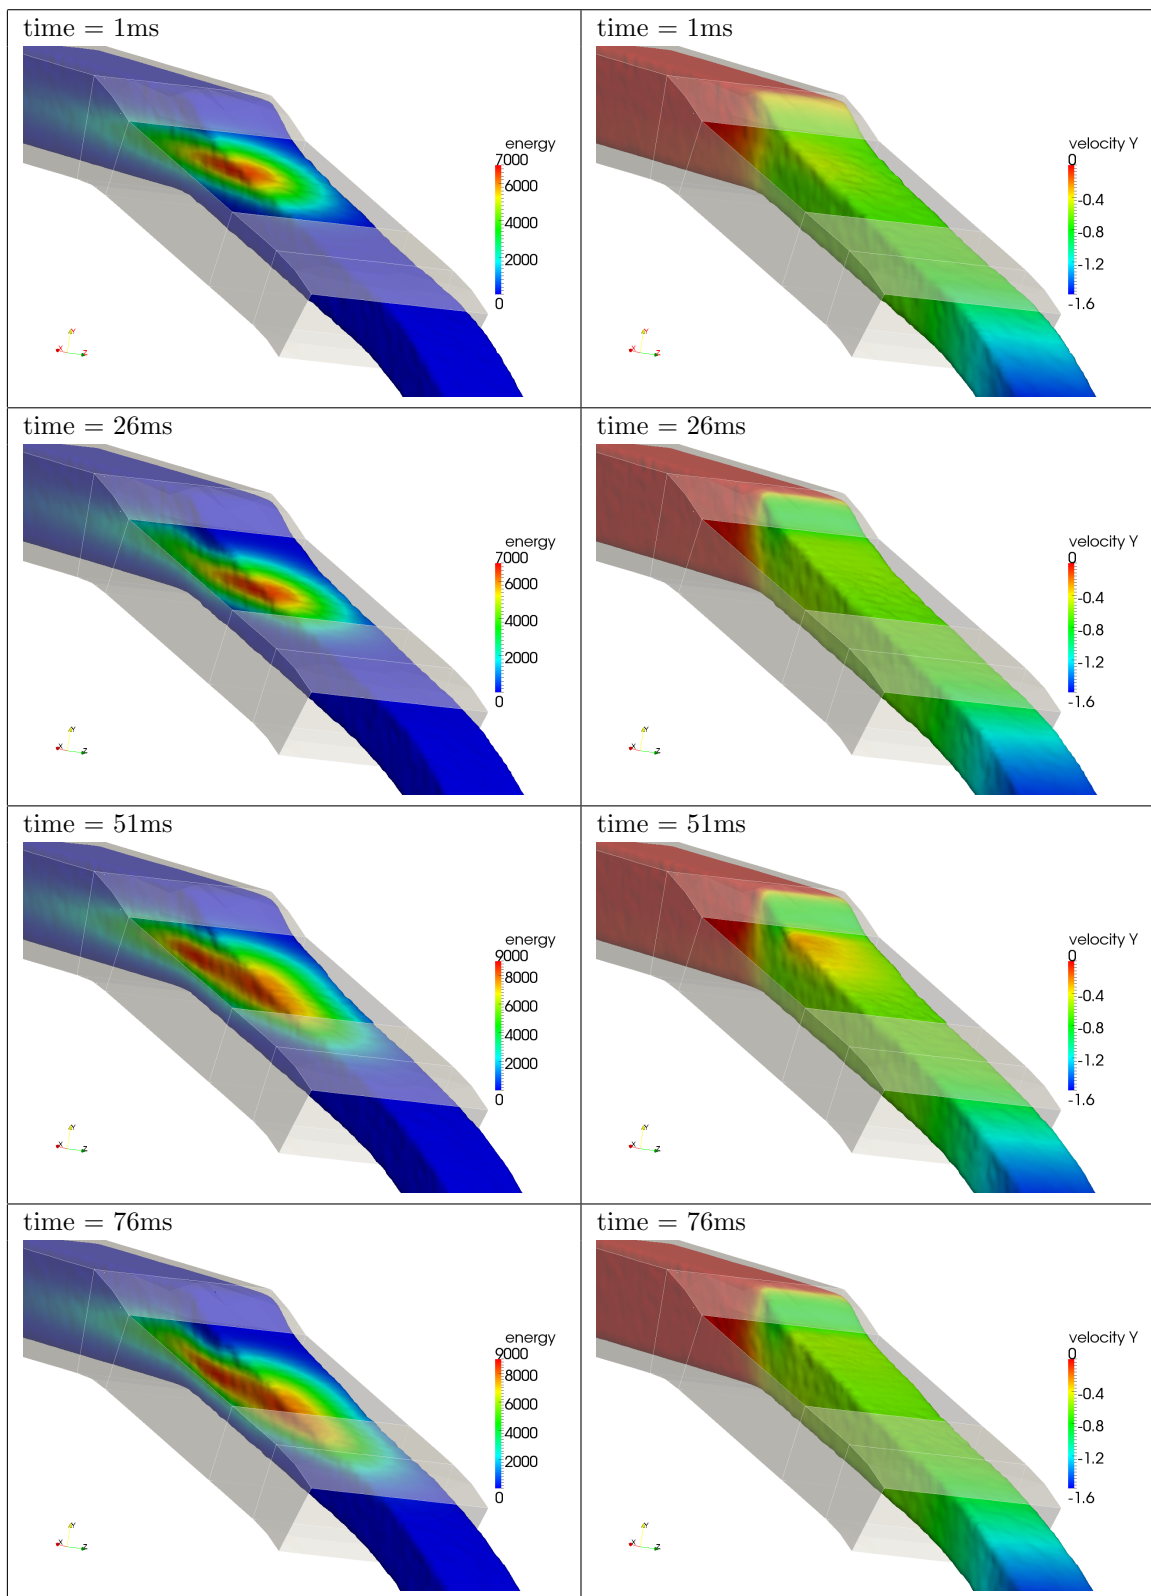 time = 1ms
energy
7000
6000
4000
2000
0
Y
X
Z
time = 1ms
velocity Y
0
-0.4
-0.8
-1.2
-1.6
Y
X
Z
time = 26ms
energy
7000
6000
4000
2000
0
Y
X
Z
time = 26ms
velocity Y
0
-0.4
-0.8
-1.2
-1.6
Y
X
Z
time = 51ms
energy
9000
8000
6000
4000
2000
0
Y
X
Z
time = 51ms
velocity Y
0
-0.4
-0.8
-1.2
-1.6
Y
X
Z
time = 76ms
energy
9000
8000
6000
4000
2000
0
Y
X
Z
time = 76ms
velocity Y
0
-0.4
-0.8
-1.2
-1.6
Y
X
Z